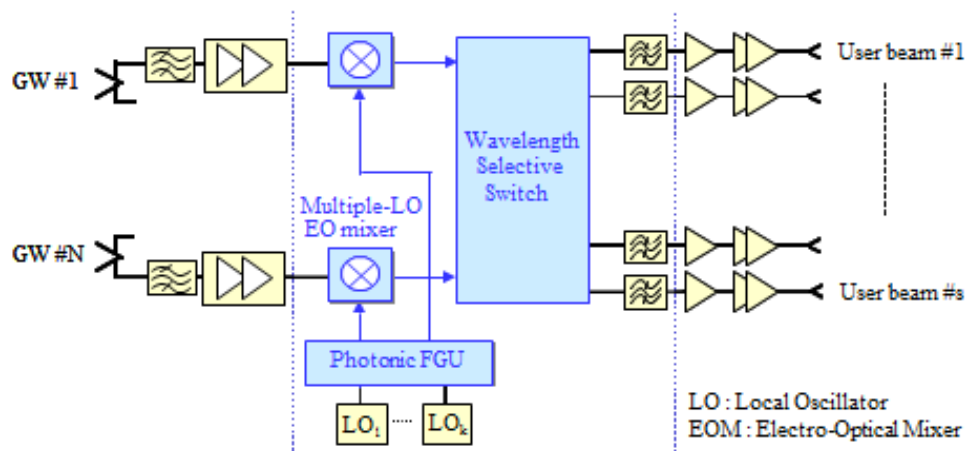 GW #1
User beam #1
Wavelength
Selective
Switch
Multiple-LO
EO mixer
GW #N
User beam #s
Photonic FGU
LO₁ ..... LOₖ
LO : Local Oscillator
EOM : Electro-Optical Mixer